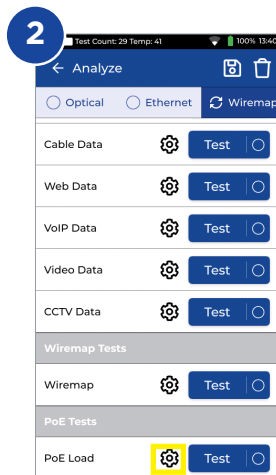 2
Test Count: 29 Temp: 41 100% 13:40
Analyze
Optical Ethernet Wiremap
Cable Data Test
Web Data Test
VoIP Data Test
Video Data Test
CCTV Data Test
Wiremap Tests
Wiremap Test
PoE Tests
PoE Load Test